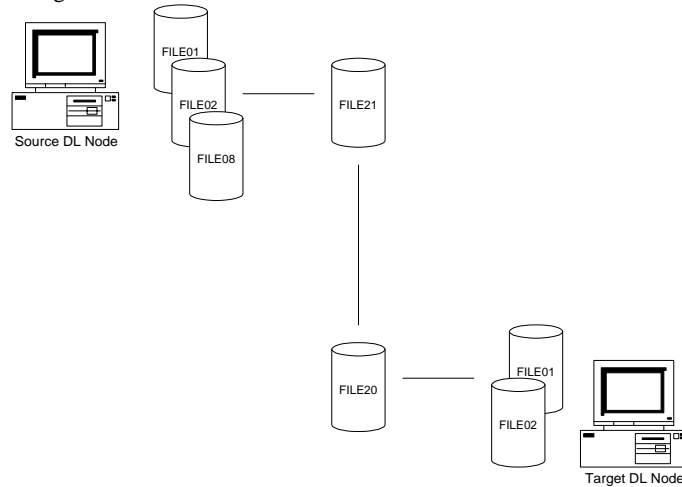 FILE01
FILE02
FILE08
Source DL Node
FILE21
FILE20
FILE01
FILE02
Target DL Node